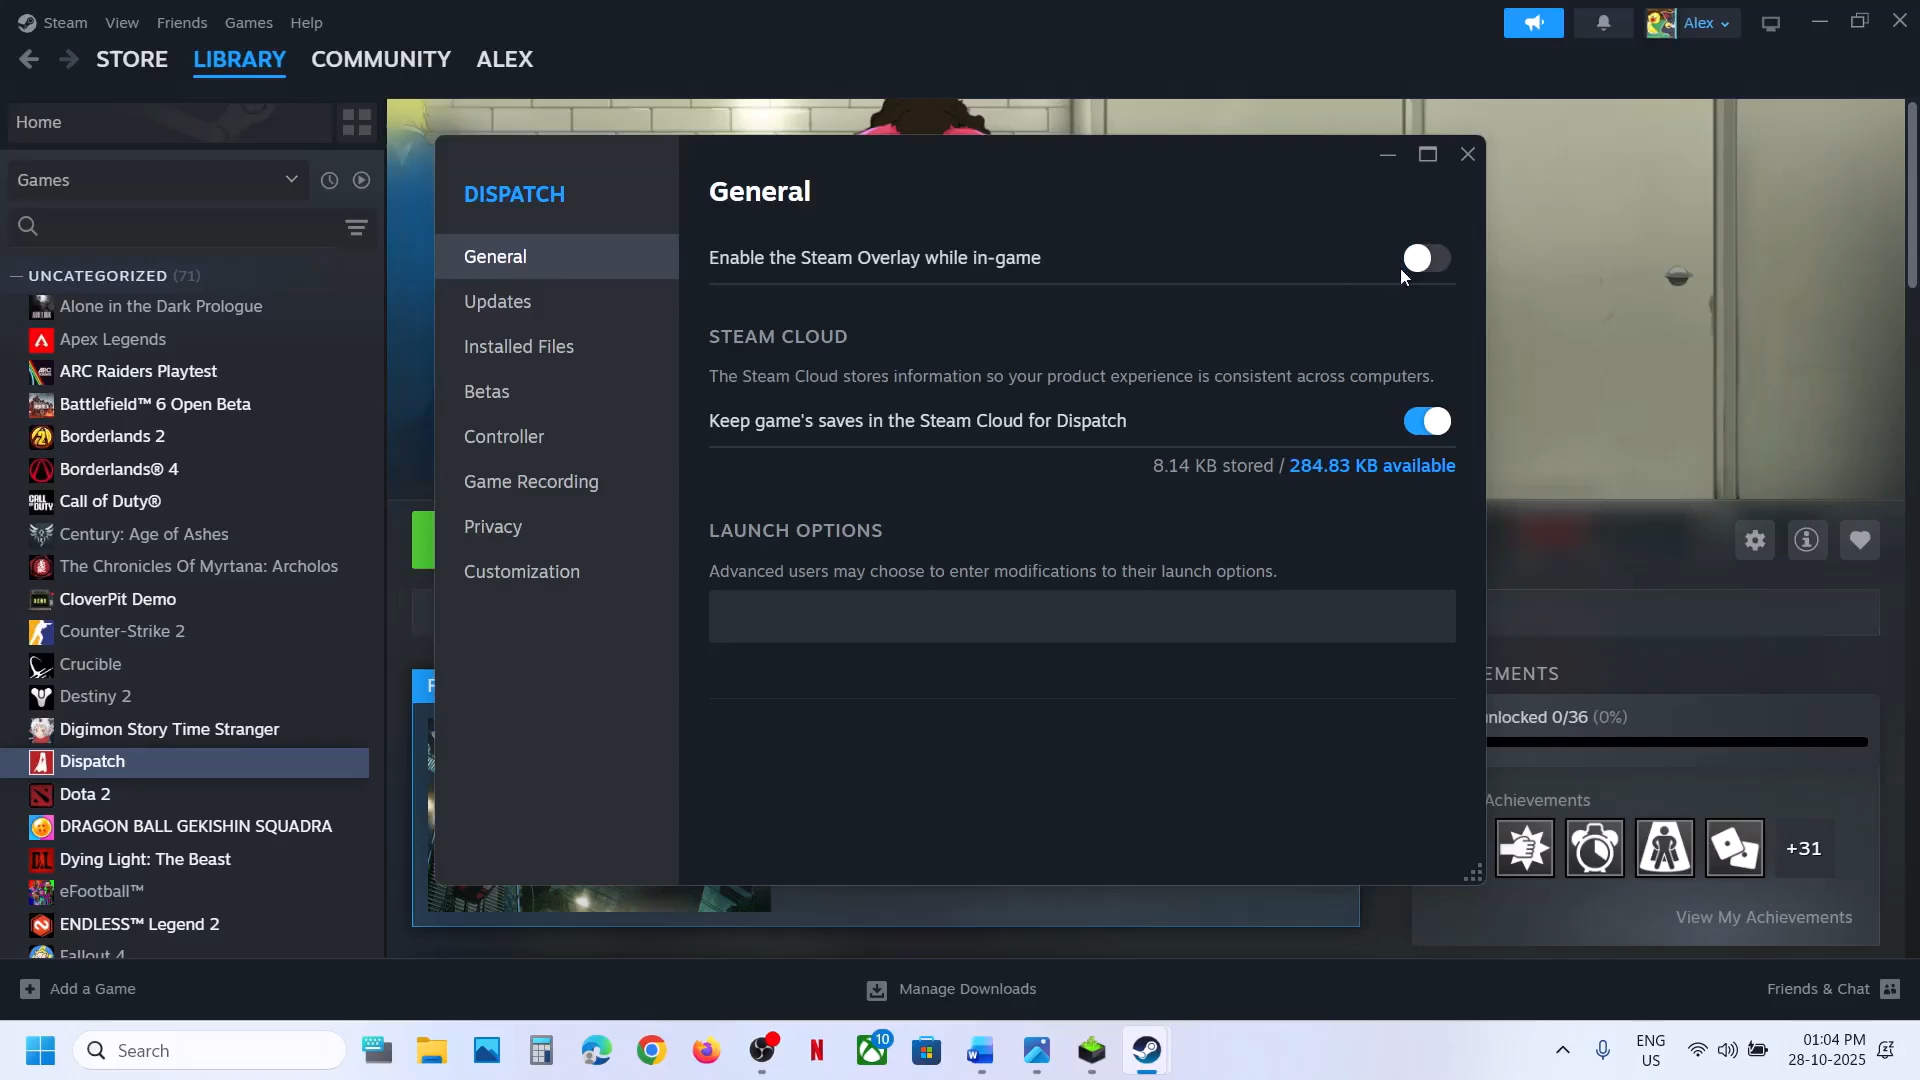 Steam View Friends Games Help
Alex
STORE LIBRARY COMMUNITY ALEX
Home
Games
UNCATEGORIZED (71)
Alone in the Dark Prologue
Apex Legends
ARC Raiders Playtest
Battlefield™ 6 Open Beta
Borderlands 2
Borderlands® 4
Call of Duty®
Century: Age of Ashes
The Chronicles Of Myrtana: Archolos
CloverPit Demo
Counter-Strike 2
Crucible
Destiny 2
Digimon Story Time Stranger
Dispatch
Dota 2
DRAGON BALL GEKISHIN SQUADRA
Dying Light: The Beast
eFootball™
ENDLESS™ Legend 2
Fallout 4
DISPATCH
General
Updates
Installed Files
Betas
Controller
Game Recording
Privacy
Customization
General
Enable the Steam Overlay while in-game
STEAM CLOUD
The Steam Cloud stores information so your product experience is consistent across computers.
Keep game's saves in the Steam Cloud for Dispatch
8.14 KB stored / 284.83 KB available
LAUNCH OPTIONS
Advanced users may choose to enter modifications to their launch options.
EMENTS
nlocked 0/36 (0%)
Achievements
+31
View My Achievements
Add a Game
Manage Downloads
Friends & Chat
Search
10
ENG
US
01:04 PM
28-10-2025